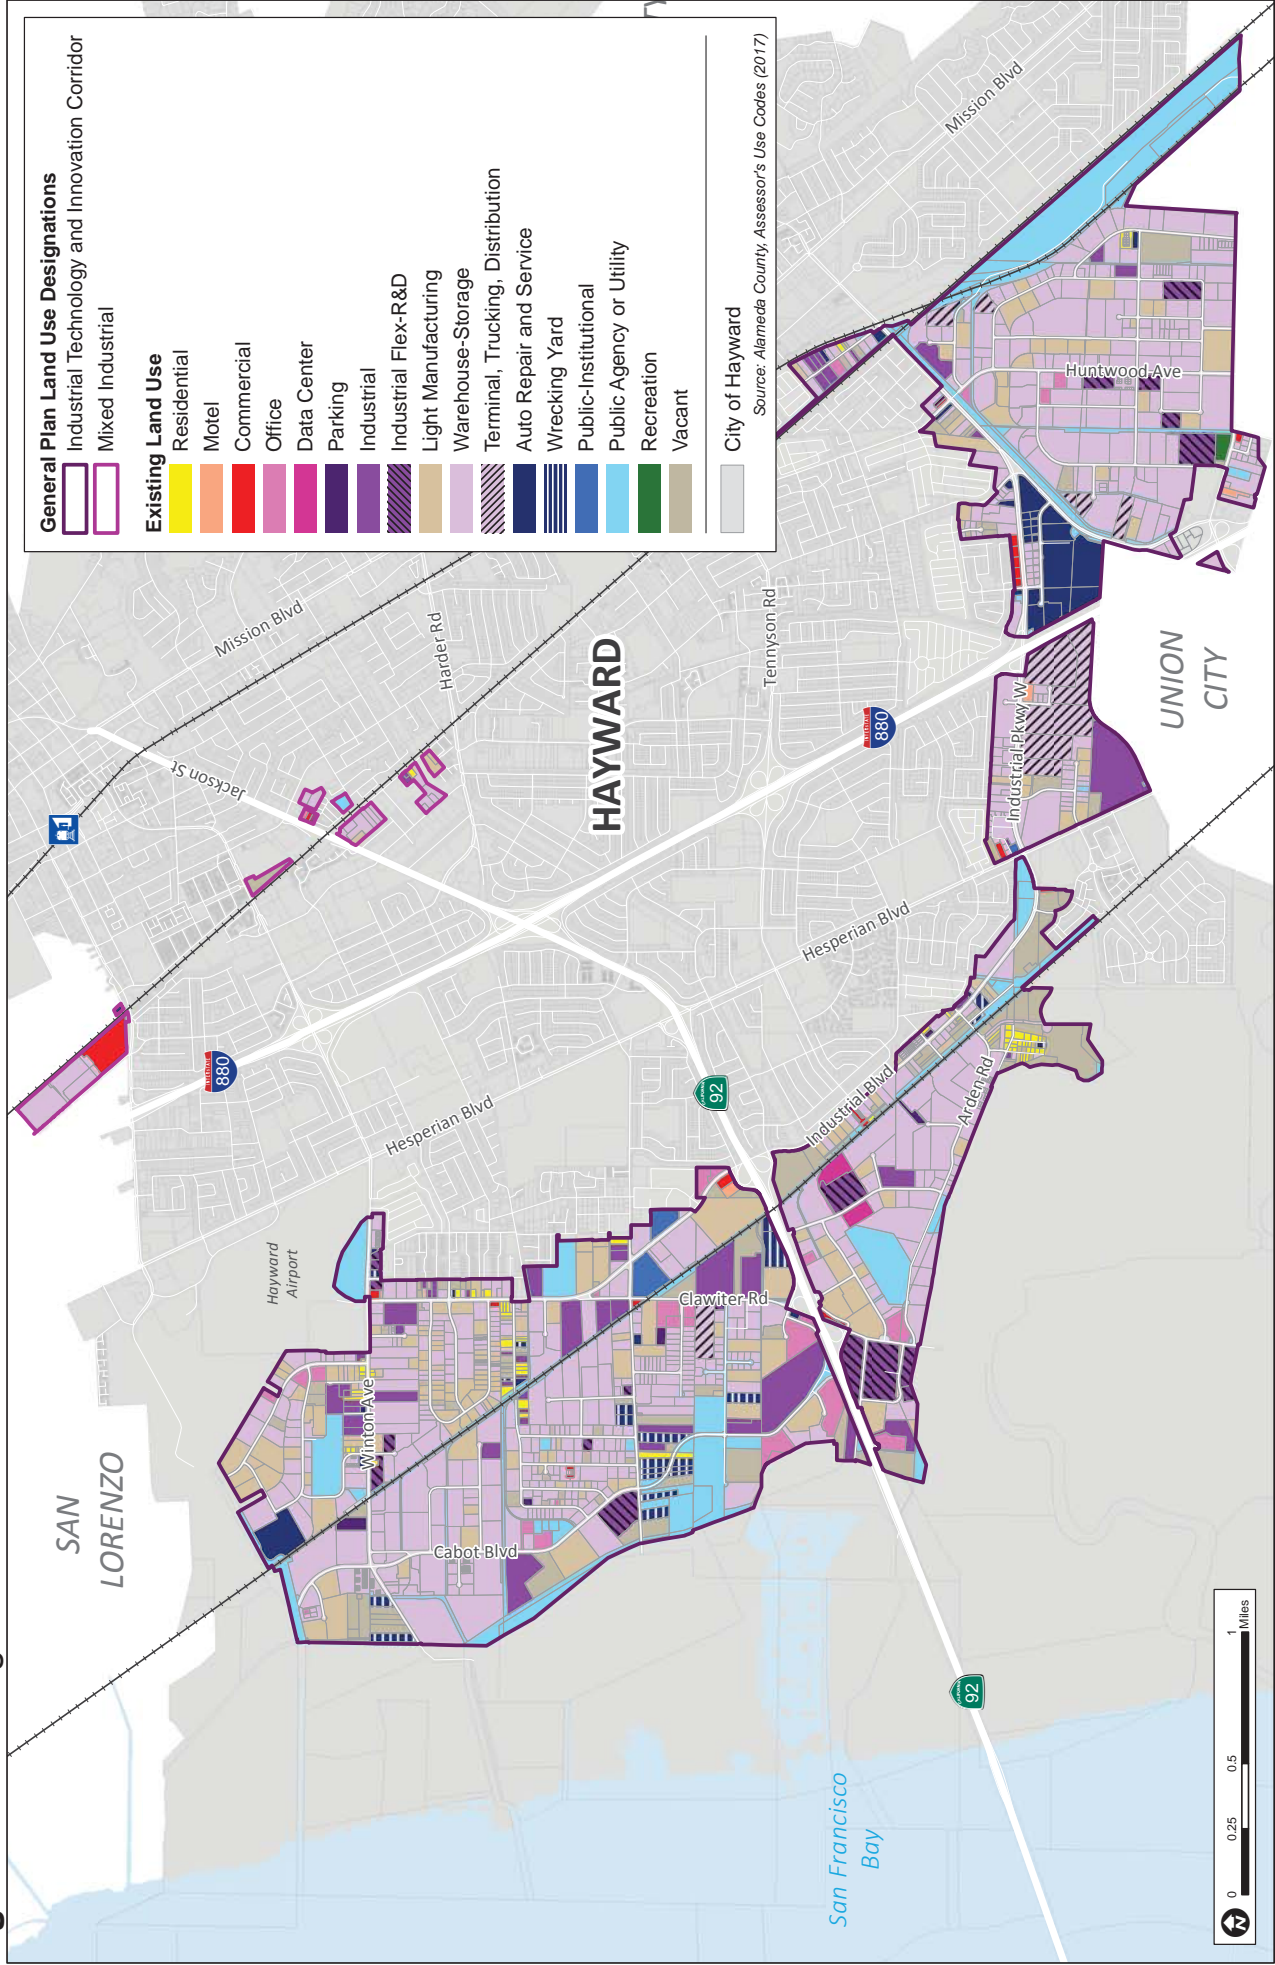 General Plan Land Use Designations
Industrial Technology and Innovation Corridor
Mixed Industrial
Existing Land Use
Residential
Motel
Commercial
Office
Data Center
Parking
Industrial
Industrial Flex-R&D
Light Manufacturing
Warehouse-Storage
Terminal, Trucking, Distribution
Auto Repair and Service
Wrecking Yard
Public-Institutional
Public Agency or Utility
Recreation
Vacant
City of Hayward
Source: Alameda County, Assessor's Use Codes (2017)
SAN
LORENZO
Hayward
Airport
Winton Ave
Cabot Blvd
Clawiter Rd
Hesperian Blvd
880
Jackson St
Mission Blvd
Harder Rd
HAYWARD
Tennyson Rd
880
92
Hesperian Blvd
Industrial Blvd
Arden Rd
Industrial Pkwy W
Huntwood Ave
Mission Blvd
UNION
CITY
92
San Francisco
Bay
N
0
0.25
0.5
1
Miles